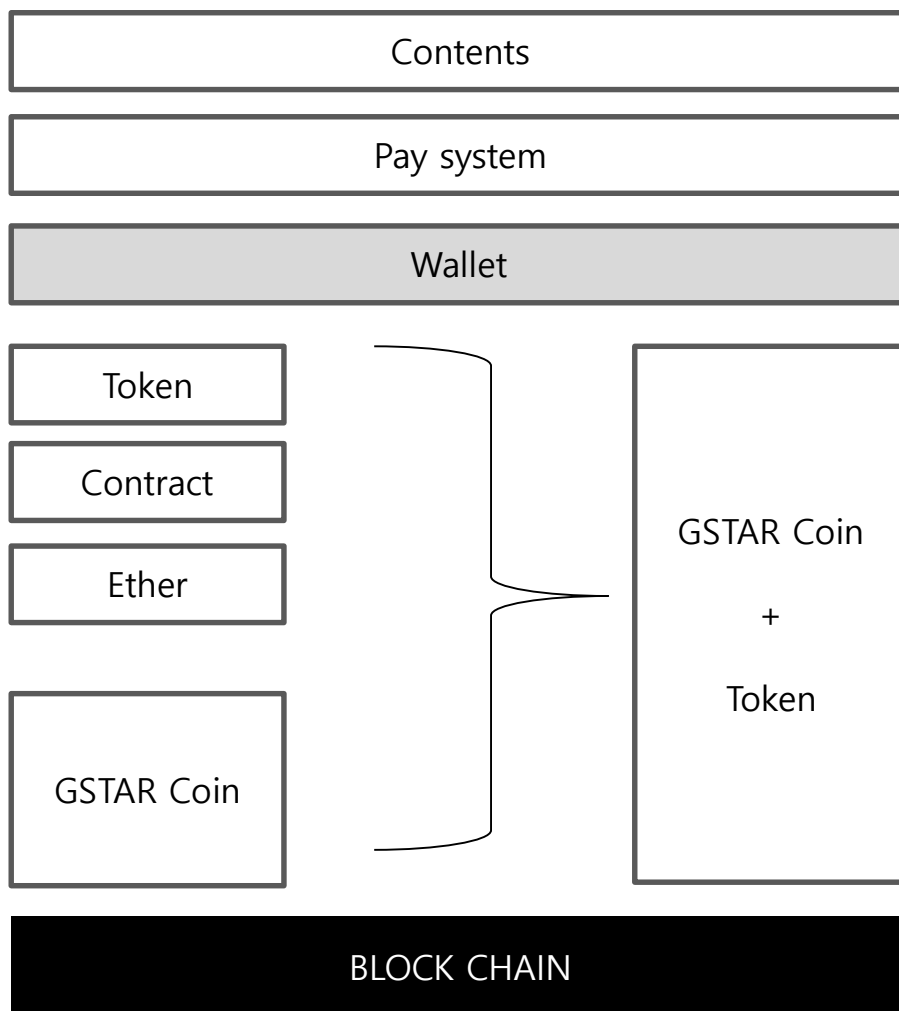 Contents
Pay system
Wallet
Token
Contract
Ether
GSTAR Coin
GSTAR Coin
+
Token
BLOCK CHAIN